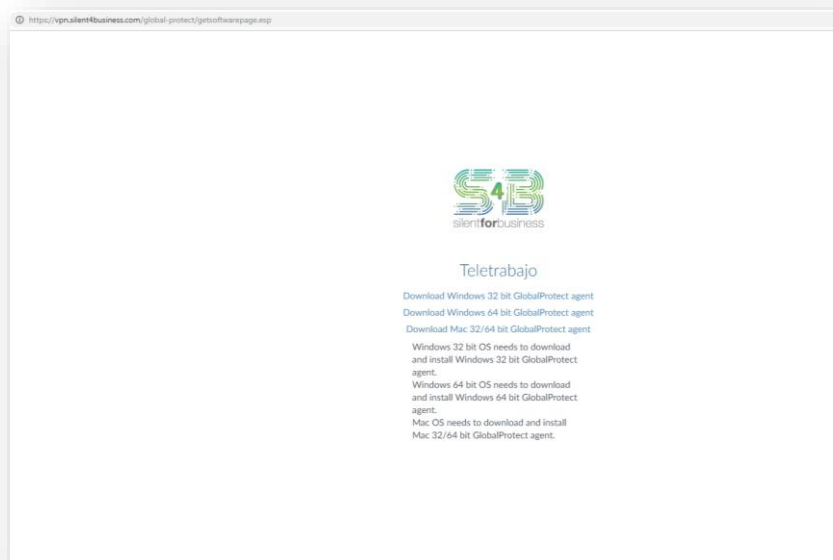 https://vpn.silent4business.com/global-protect/getsoftwarepage.esp
S4B
silentforbusiness
Teletrabajo
Download Windows 32 bit GlobalProtect agent
Download Windows 64 bit GlobalProtect agent
Download Mac 32/64 bit GlobalProtect agent
Windows 32 bit OS needs to download
and install Windows 32 bit GlobalProtect
agent.
Windows 64 bit OS needs to download
and install Windows 64 bit GlobalProtect
agent.
Mac OS needs to download and install
Mac 32/64 bit GlobalProtect agent.